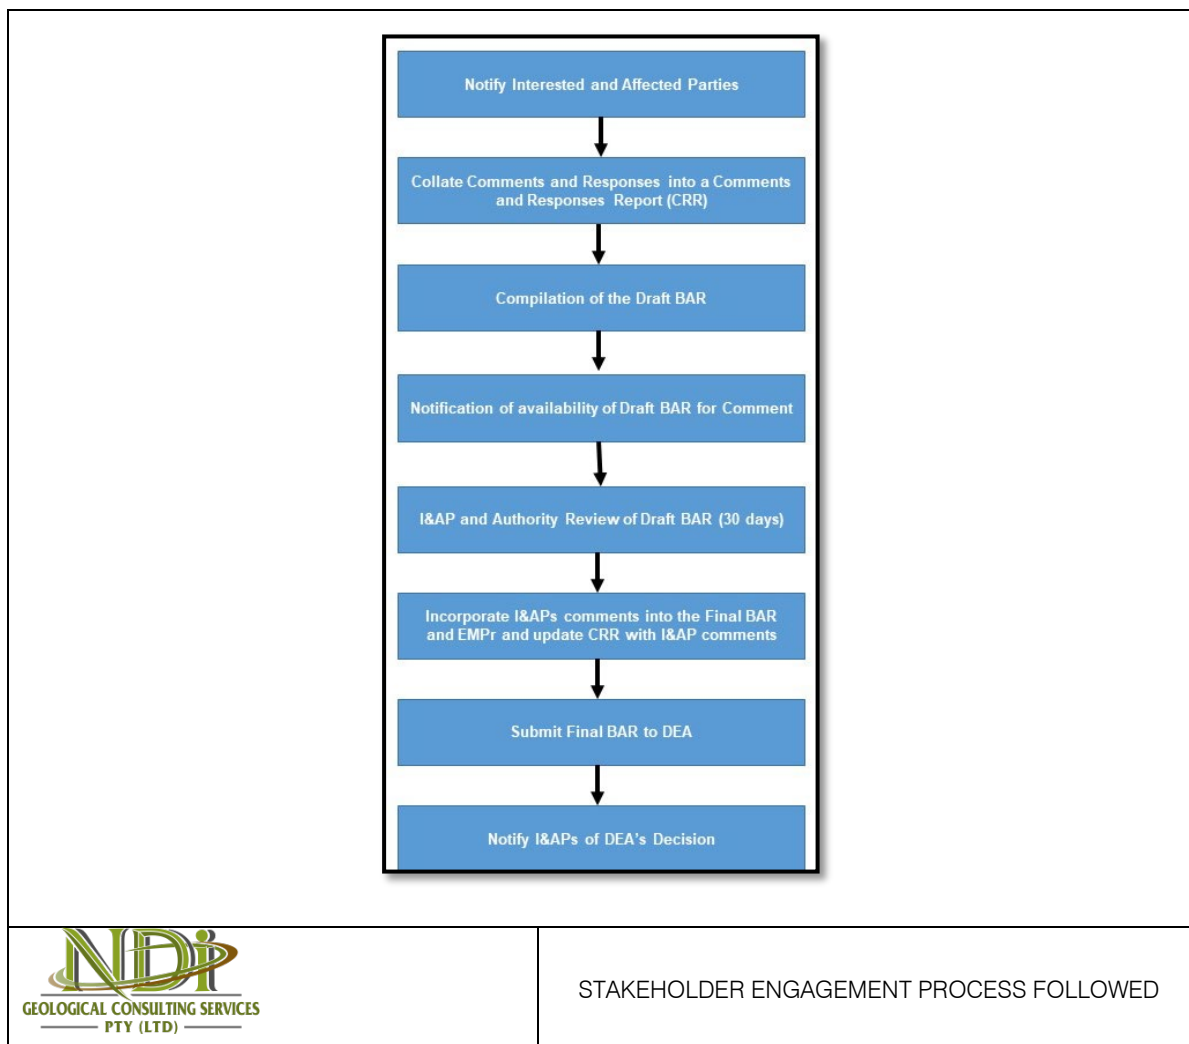 Notify Interested and Affected Parties
Collate Comments and Responses into a Comments
and Responses Report (CRR)
Compilation of the Draft BAR
Notification of availability of Draft BAR for Comment
I&AP and Authority Review of Draft BAR (30 days)
Incorporate I&APs comments into the Final BAR
and EMPr and update CRR with I&AP comments
Submit Final BAR to DEA
Notify I&APs of DEA's Decision
NDi
GEOLOGICAL CONSULTING SERVICES
PTY (LTD)
STAKEHOLDER ENGAGEMENT PROCESS FOLLOWED